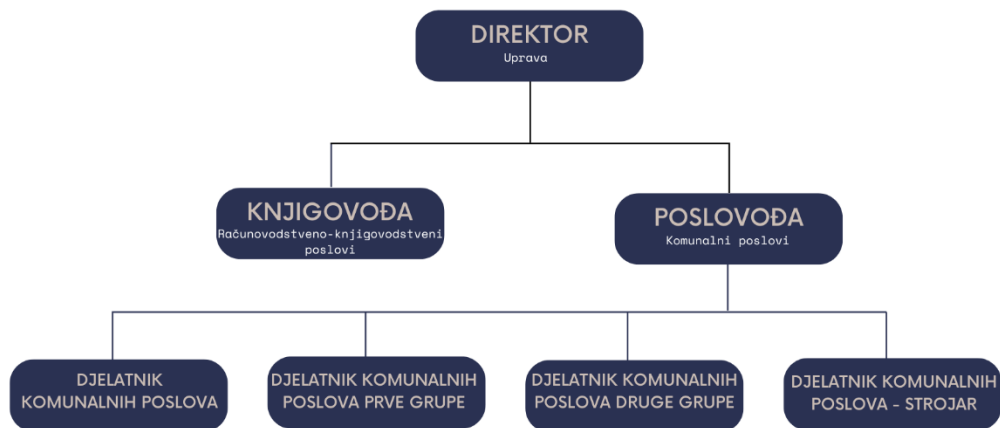 DIREKTOR
Uprava
KNJIGOVOĐA
Računovodstveno-knjigovodstveni
poslovi
POSLOVOĐA
Komunalni poslovi
DJELATNIK
KOMUNALNIH POSLOVA
DJELATNIK KOMUNALNIH
POSLOVA PRVE GRUPE
DJELATNIK KOMUNALNIH
POSLOVA DRUGE GRUPE
DJELATNIK KOMUNALNIH
POSLOVA - STROJAR